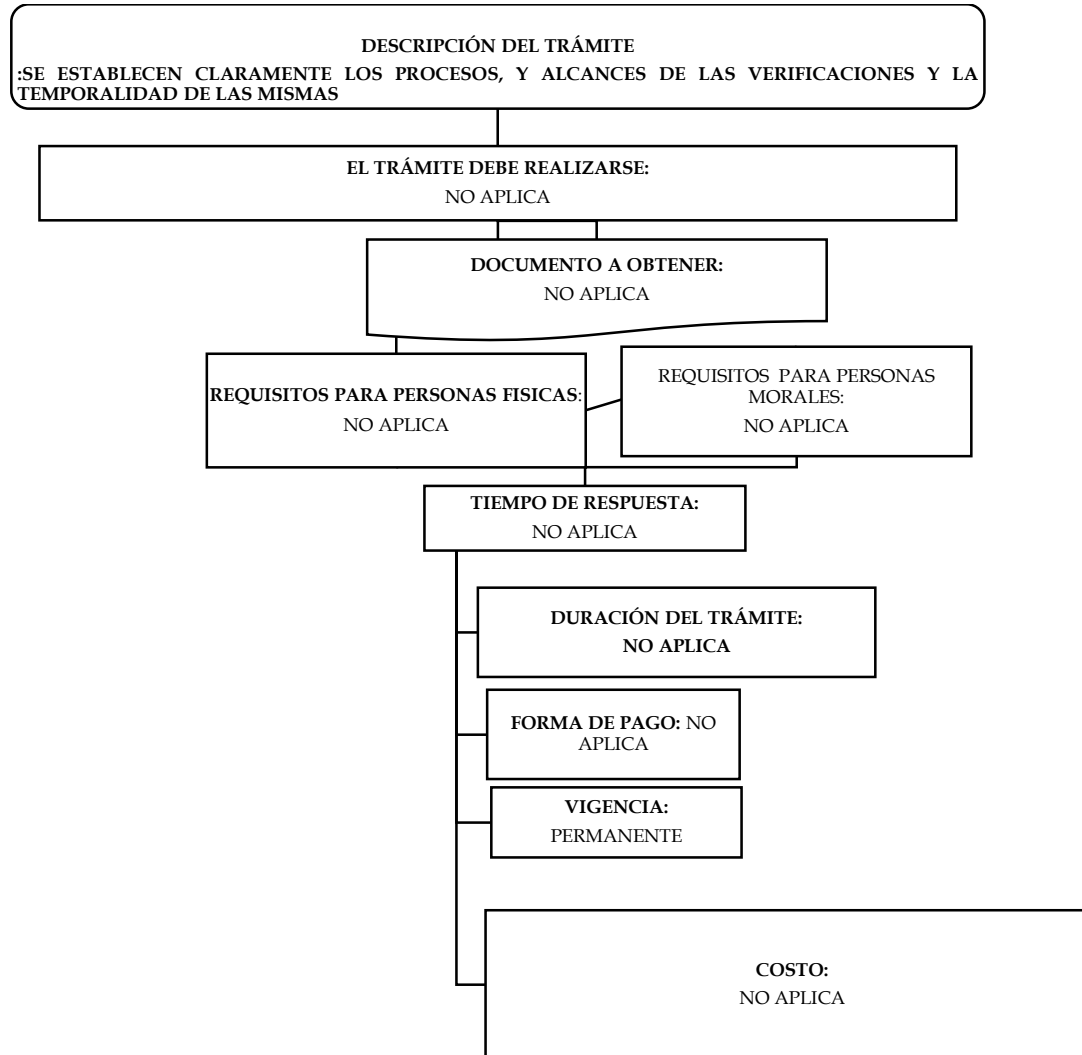 DESCRIPCIÓN DEL TRÁMITE
:SE ESTABLECEN CLARAMENTE LOS PROCESOS, Y ALCANCES DE LAS VERIFICACIONES Y LA
TEMPORALIDAD DE LAS MISMAS
EL TRÁMITE DEBE REALIZARSE:
NO APLICA
DOCUMENTO A OBTENER:
NO APLICA
REQUISITOS PARA PERSONAS FISICAS:
NO APLICA
REQUISITOS PARA PERSONAS
MORALES:
NO APLICA
TIEMPO DE RESPUESTA:
NO APLICA
DURACIÓN DEL TRÁMITE:
NO APLICA
FORMA DE PAGO: NO
APLICA
VIGENCIA:
PERMANENTE
COSTO:
NO APLICA